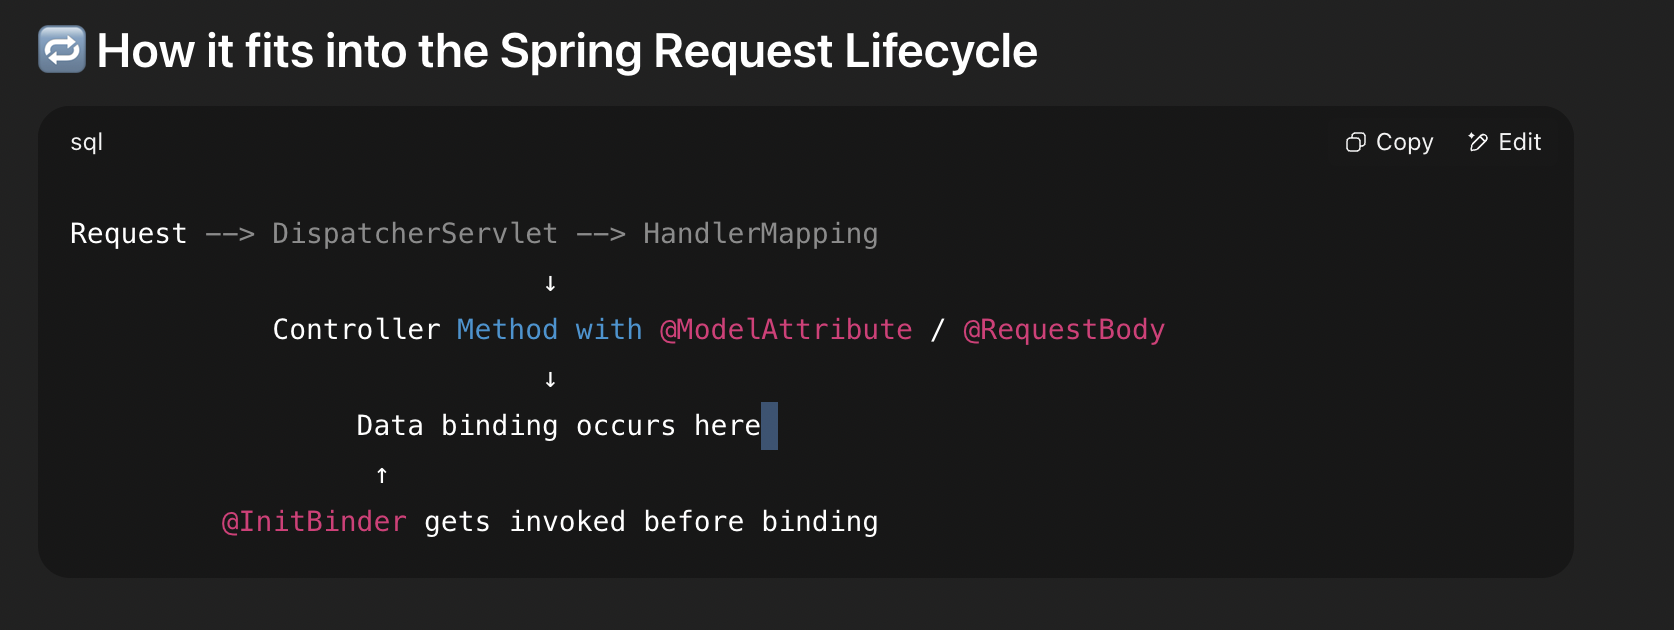 🔁 How it fits into the Spring Request Lifecycle
sql
Copy
Edit
Request --> DispatcherServlet --> HandlerMapping
↓
Controller Method with @ModelAttribute / @RequestBody
↓
Data binding occurs here
↑
@InitBinder gets invoked before binding